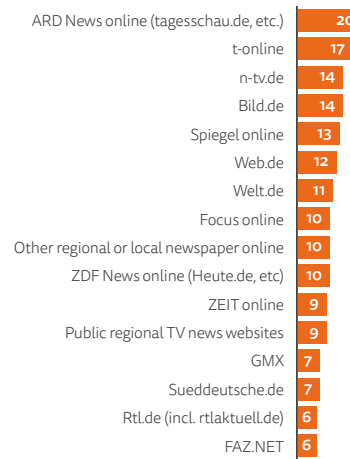 ARD News online (tagesschau.de, etc.) 20
t-online 17
n-tv.de 14
Bild.de 14
Spiegel online 13
Web.de 12
Welt.de 11
Focus online 10
Other regional or local newspaper online 10
ZDF News online (Heute.de, etc) 10
ZEIT online 9
Public regional TV news websites 9
GMX 7
Sueddeutsche.de 7
Rtl.de (incl. rtlaktuell.de) 6
FAZ.NET 6